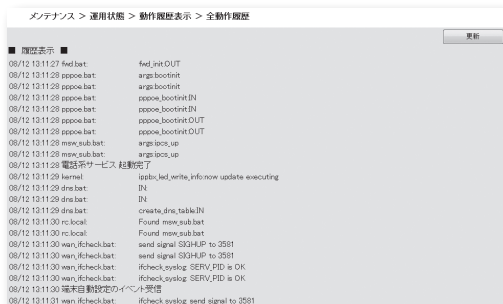 メンテナンス > 運用状態 > 動作履歴表示 > 全動作履歴
更新
■ 履歴表示 ■
08/12 13:11:27 fwd.bat: fwd_init:OUT
08/12 13:11:28 pppoe.bat: args:bootinit
08/12 13:11:28 pppoe.bat: args:bootinit
08/12 13:11:28 pppoe.bat: pppoe_bootinit:IN
08/12 13:11:28 pppoe.bat: pppoe_bootinit:IN
08/12 13:11:28 pppoe.bat: pppoe_bootinit:OUT
08/12 13:11:28 pppoe.bat: pppoe_bootinit:OUT
08/12 13:11:28 msw_sub.bat: args:ipcs_up
08/12 13:11:28 msw_sub.bat: args:ipcs_up
08/12 13:11:28 電話系サービス 起動完了
08/12 13:11:29 kernel: ippbx_led_write_info:now update executing
08/12 13:11:29 dns.bat: IN:
08/12 13:11:29 dns.bat: IN:
08/12 13:11:29 dns.bat: create_dns_table:IN
08/12 13:11:30 rc.local: Found msw_sub.bat
08/12 13:11:30 rc.local: Found msw_sub.bat
08/12 13:11:30 wan_ifcheck.bat: send signal SIGHUP to 3581
08/12 13:11:30 wan_ifcheck.bat: send signal SIGHUP to 3581
08/12 13:11:30 wan_ifcheck.bat: ifcheck_syslog: SERV_PID is OK
08/12 13:11:30 wan_ifcheck.bat: ifcheck_syslog: SERV_PID is OK
08/12 13:11:30 端末自動設定のイベント受信
08/12 13:11:31 wan_ifcheck.bat: ifcheck_syslog: send signal to 3581